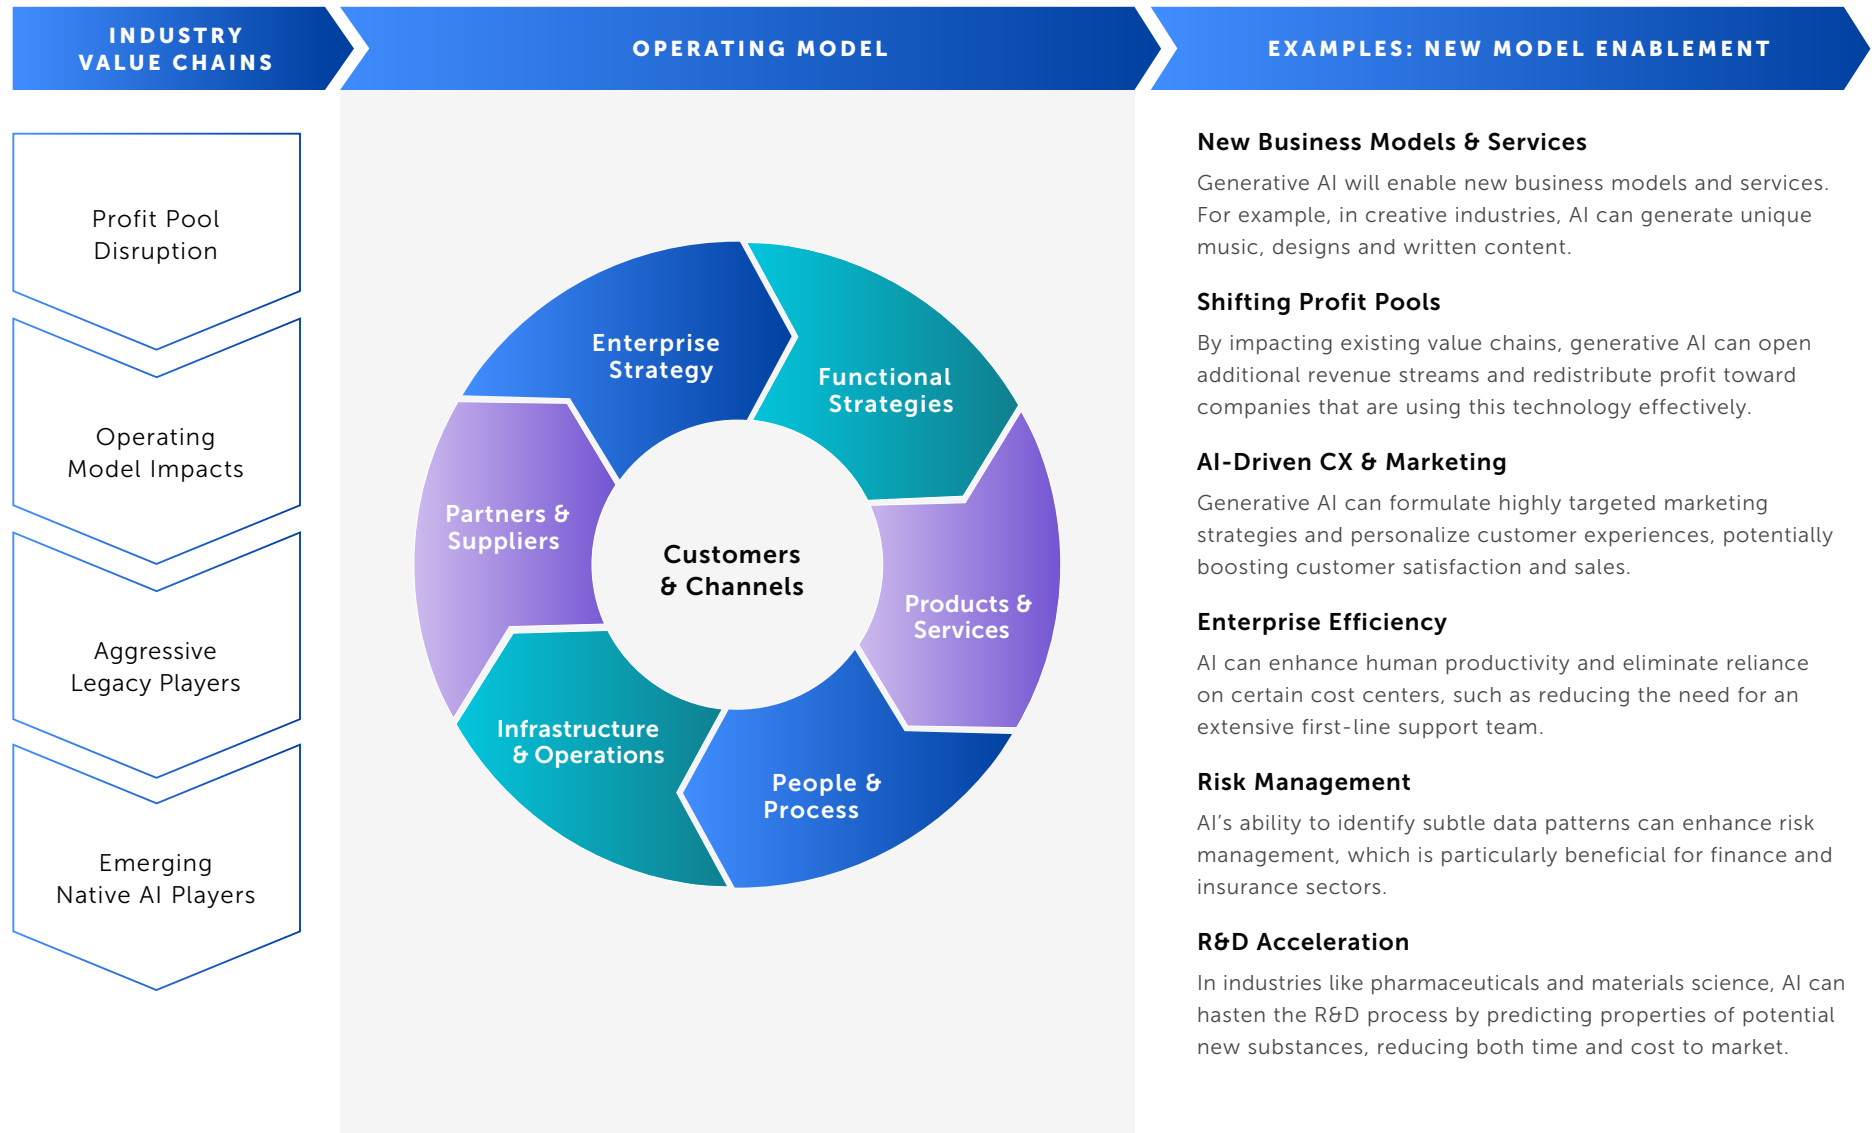 INDUSTRY
VALUE CHAINS
OPERATING MODEL
EXAMPLES: NEW MODEL ENABLEMENT
Profit Pool
Disruption
Operating
Model Impacts
Aggressive
Legacy Players
Emerging
Native AI Players
Enterprise
Strategy
Functional
Strategies
Products &
Services
People &
Process
Infrastructure
& Operations
Partners &
Suppliers
Customers
& Channels
New Business Models & Services
Generative AI will enable new business models and services.
For example, in creative industries, AI can generate unique
music, designs and written content.
Shifting Profit Pools
By impacting existing value chains, generative AI can open
additional revenue streams and redistribute profit toward
companies that are using this technology effectively.
AI-Driven CX & Marketing
Generative AI can formulate highly targeted marketing
strategies and personalize customer experiences, potentially
boosting customer satisfaction and sales.
Enterprise Efficiency
AI can enhance human productivity and eliminate reliance
on certain cost centers, such as reducing the need for an
extensive first-line support team.
Risk Management
AI’s ability to identify subtle data patterns can enhance risk
management, which is particularly beneficial for finance and
insurance sectors.
R&D Acceleration
In industries like pharmaceuticals and materials science, AI can
hasten the R&D process by predicting properties of potential
new substances, reducing both time and cost to market.